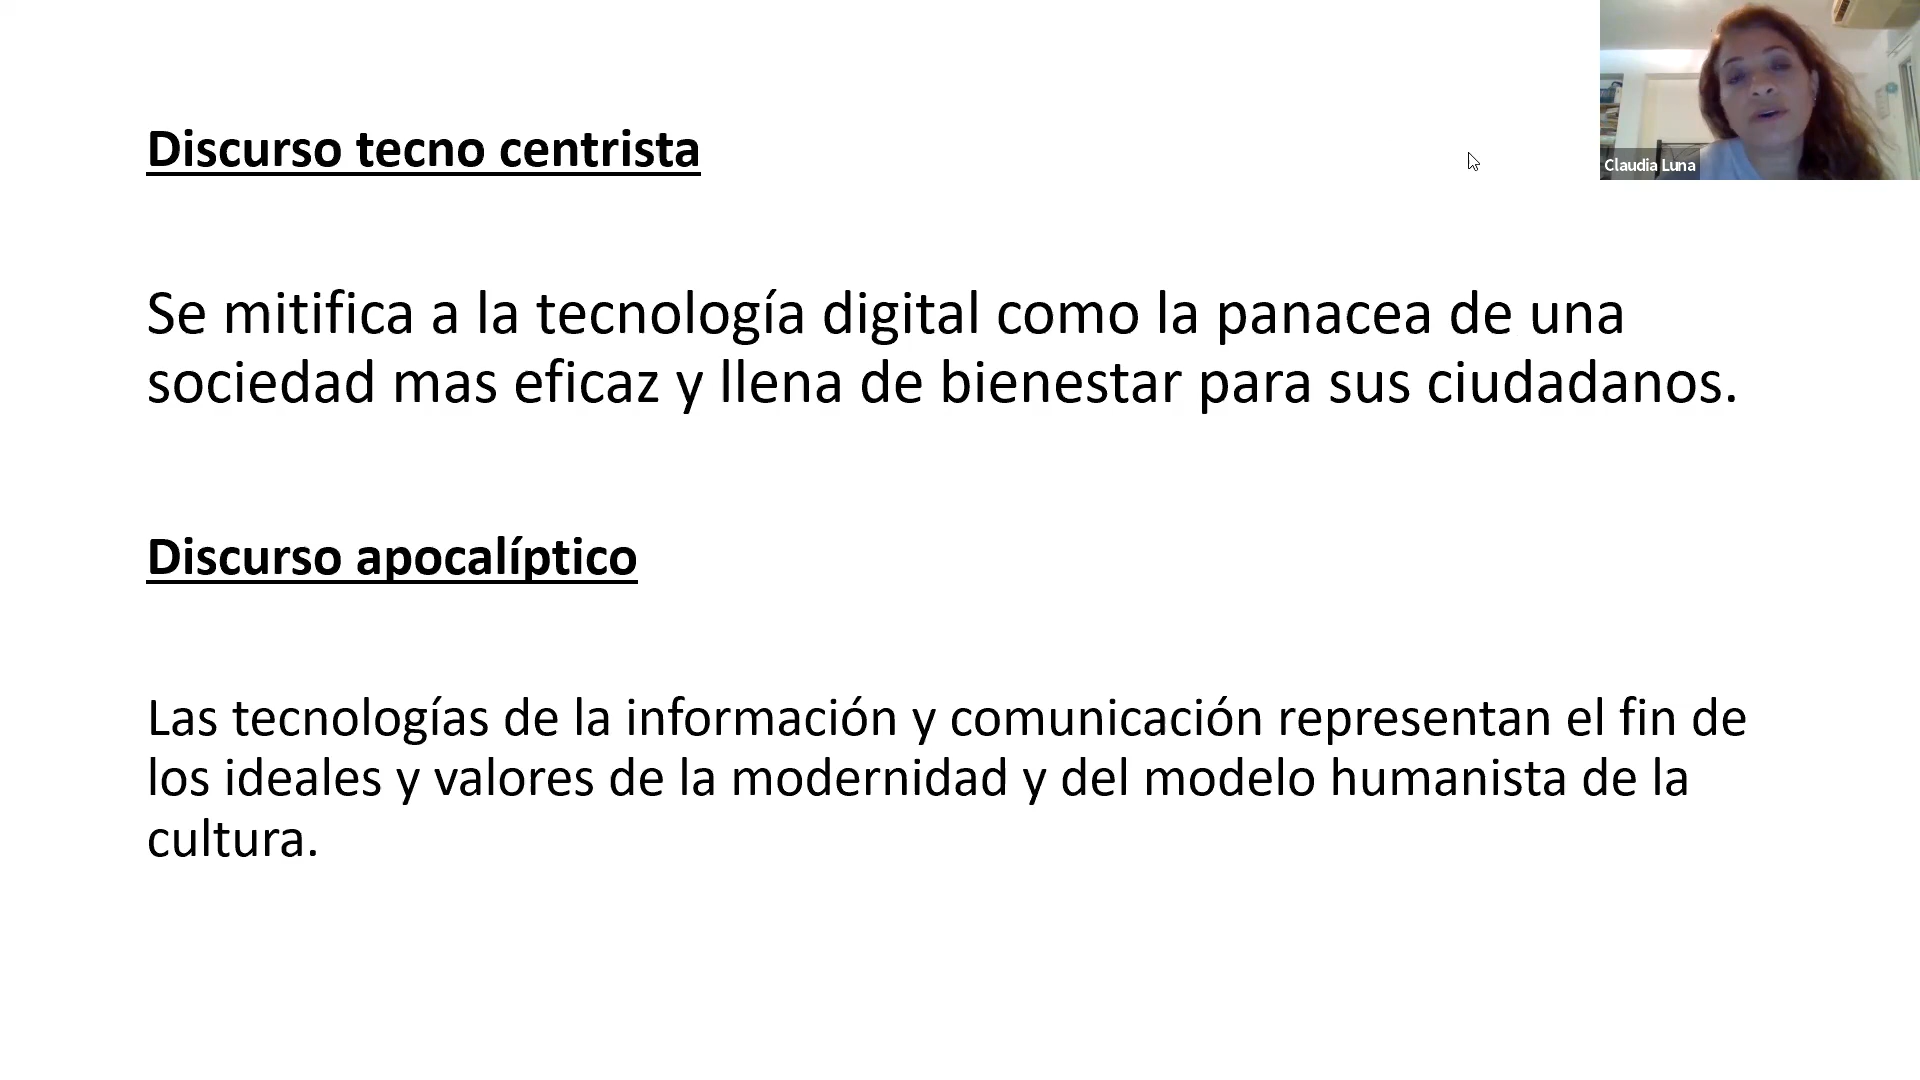 Discurso tecno centrista
Claudia Luna
Se mitifica a la tecnología digital como la panacea de una
sociedad mas eficaz y llena de bienestar para sus ciudadanos.
Discurso apocalíptico
Las tecnologías de la información y comunicación representan el fin de
los ideales y valores de la modernidad y del modelo humanista de la
cultura.